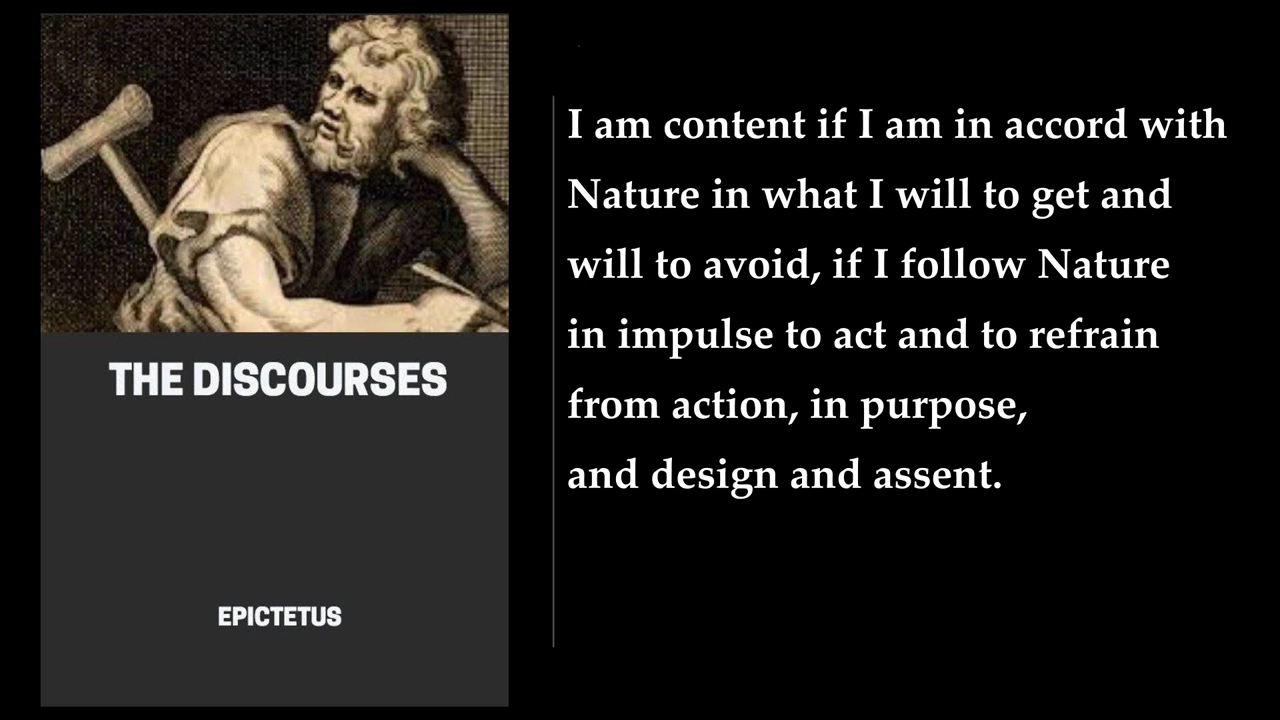 THE DISCOURSES
EPICTETUS
I am content if I am in accord with
Nature in what I will to get and
will to avoid, if I follow Nature
in impulse to act and to refrain
from action, in purpose,
and design and assent.